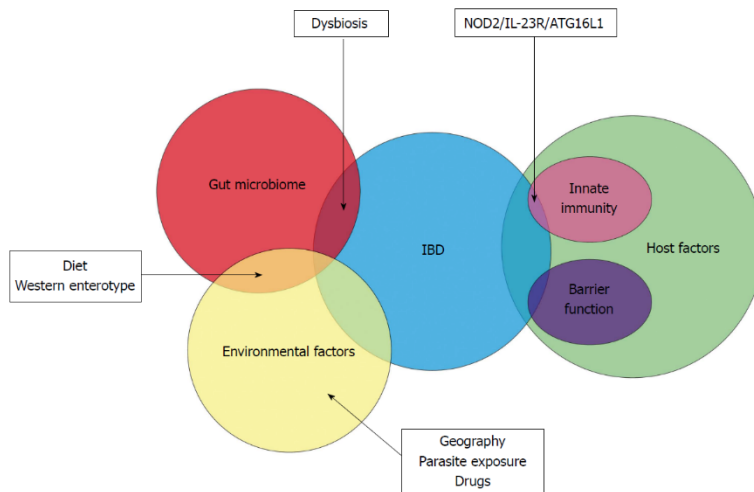 Dysbiosis
NOD2/IL-23R/ATG16L1
Gut microbiome
Innate
immunity
IBD
Host factors
Diet
Western enterotype
Barrier
function
Environmental factors
Geography
Parasite exposure
Drugs